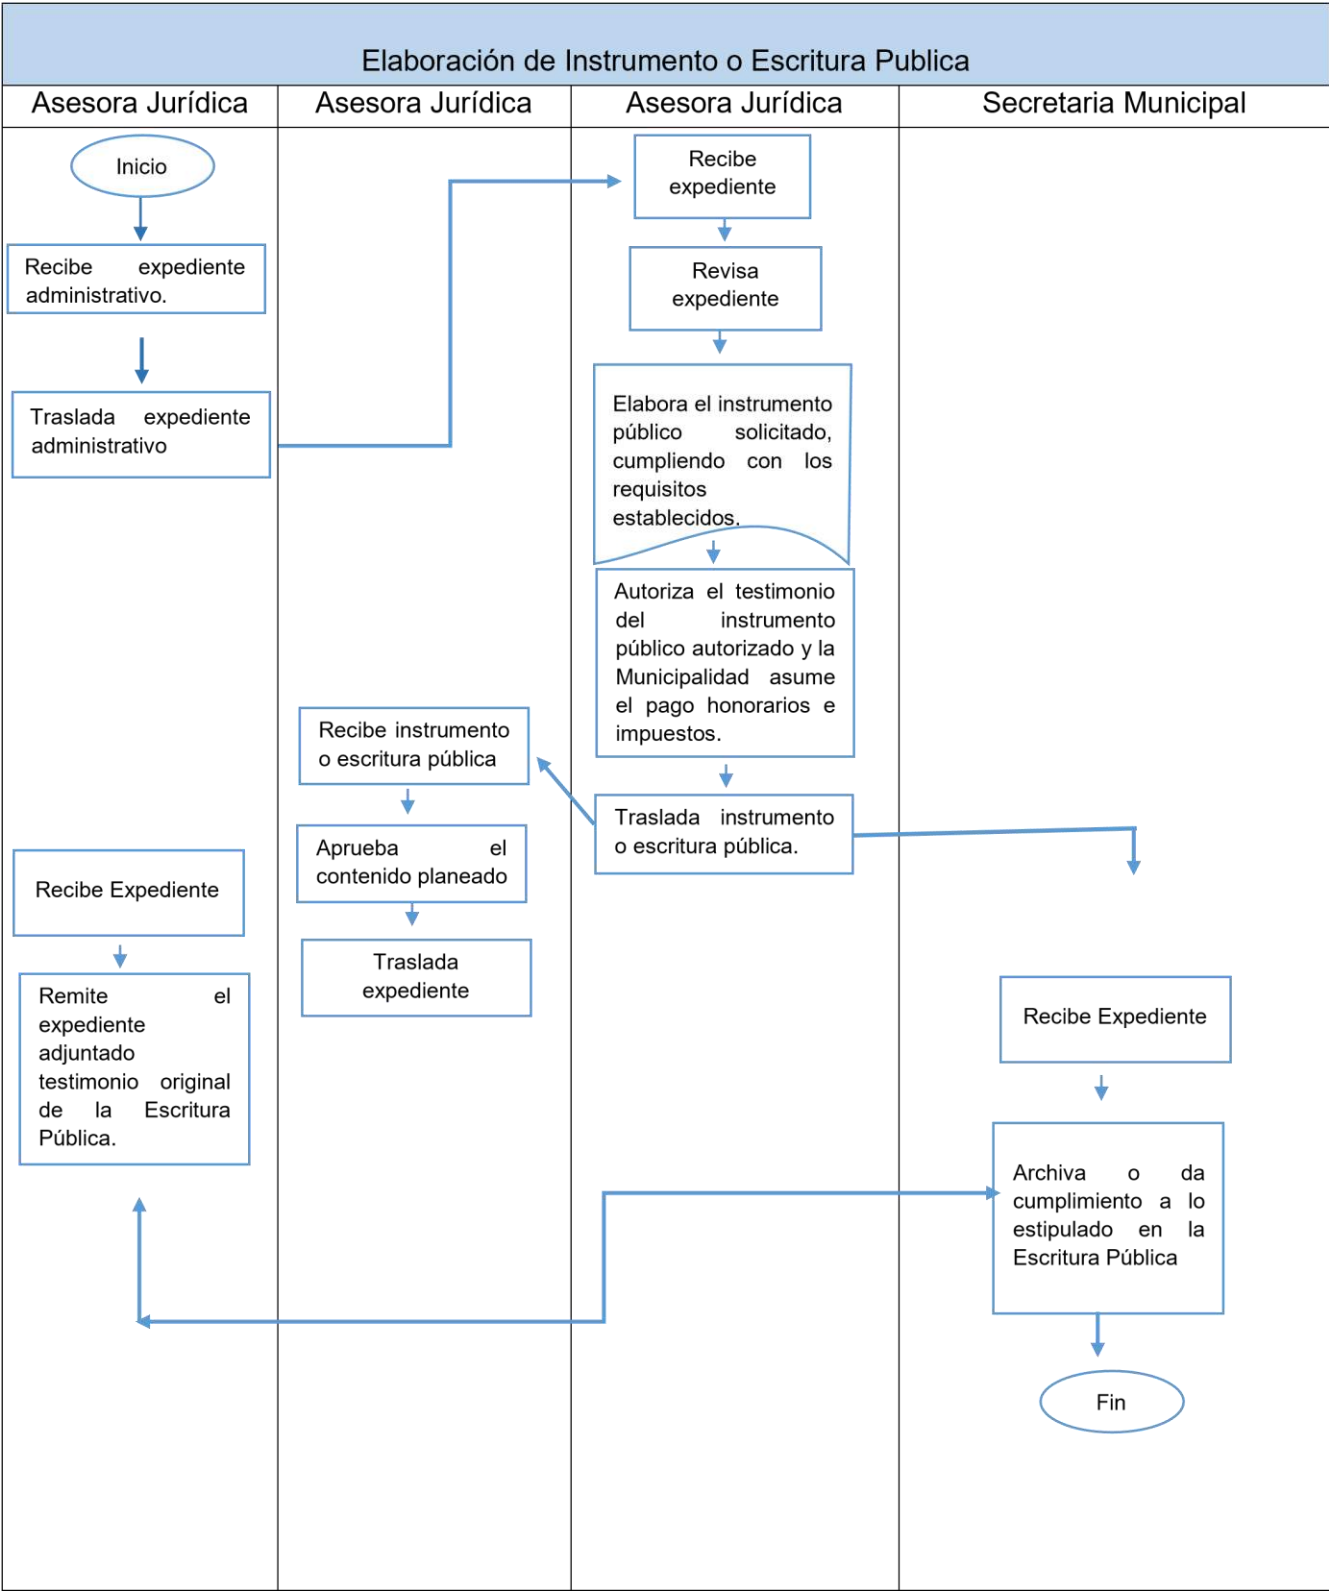 Elaboración de Instrumento o Escritura Publica
Asesora Jurídica
Asesora Jurídica
Asesora Jurídica
Secretaria Municipal
Inicio
Recibe expediente
administrativo.
Traslada expediente
administrativo
Recibe Expediente
Remite el
expediente
adjuntado
testimonio original
de la Escritura
Pública.
Recibe instrumento
o escritura pública
Aprueba el
contenido planeado
Traslada
expediente
Recibe
expediente
Revisa
expediente
Elabora el instrumento
público solicitado,
cumpliendo con los
requisitos
establecidos.
Autoriza el testimonio
del instrumento
público autorizado y la
Municipalidad asume
el pago honorarios e
impuestos.
Traslada instrumento
o escritura pública.
Recibe Expediente
Archiva o da
cumplimiento a lo
estipulado en la
Escritura Pública
Fin